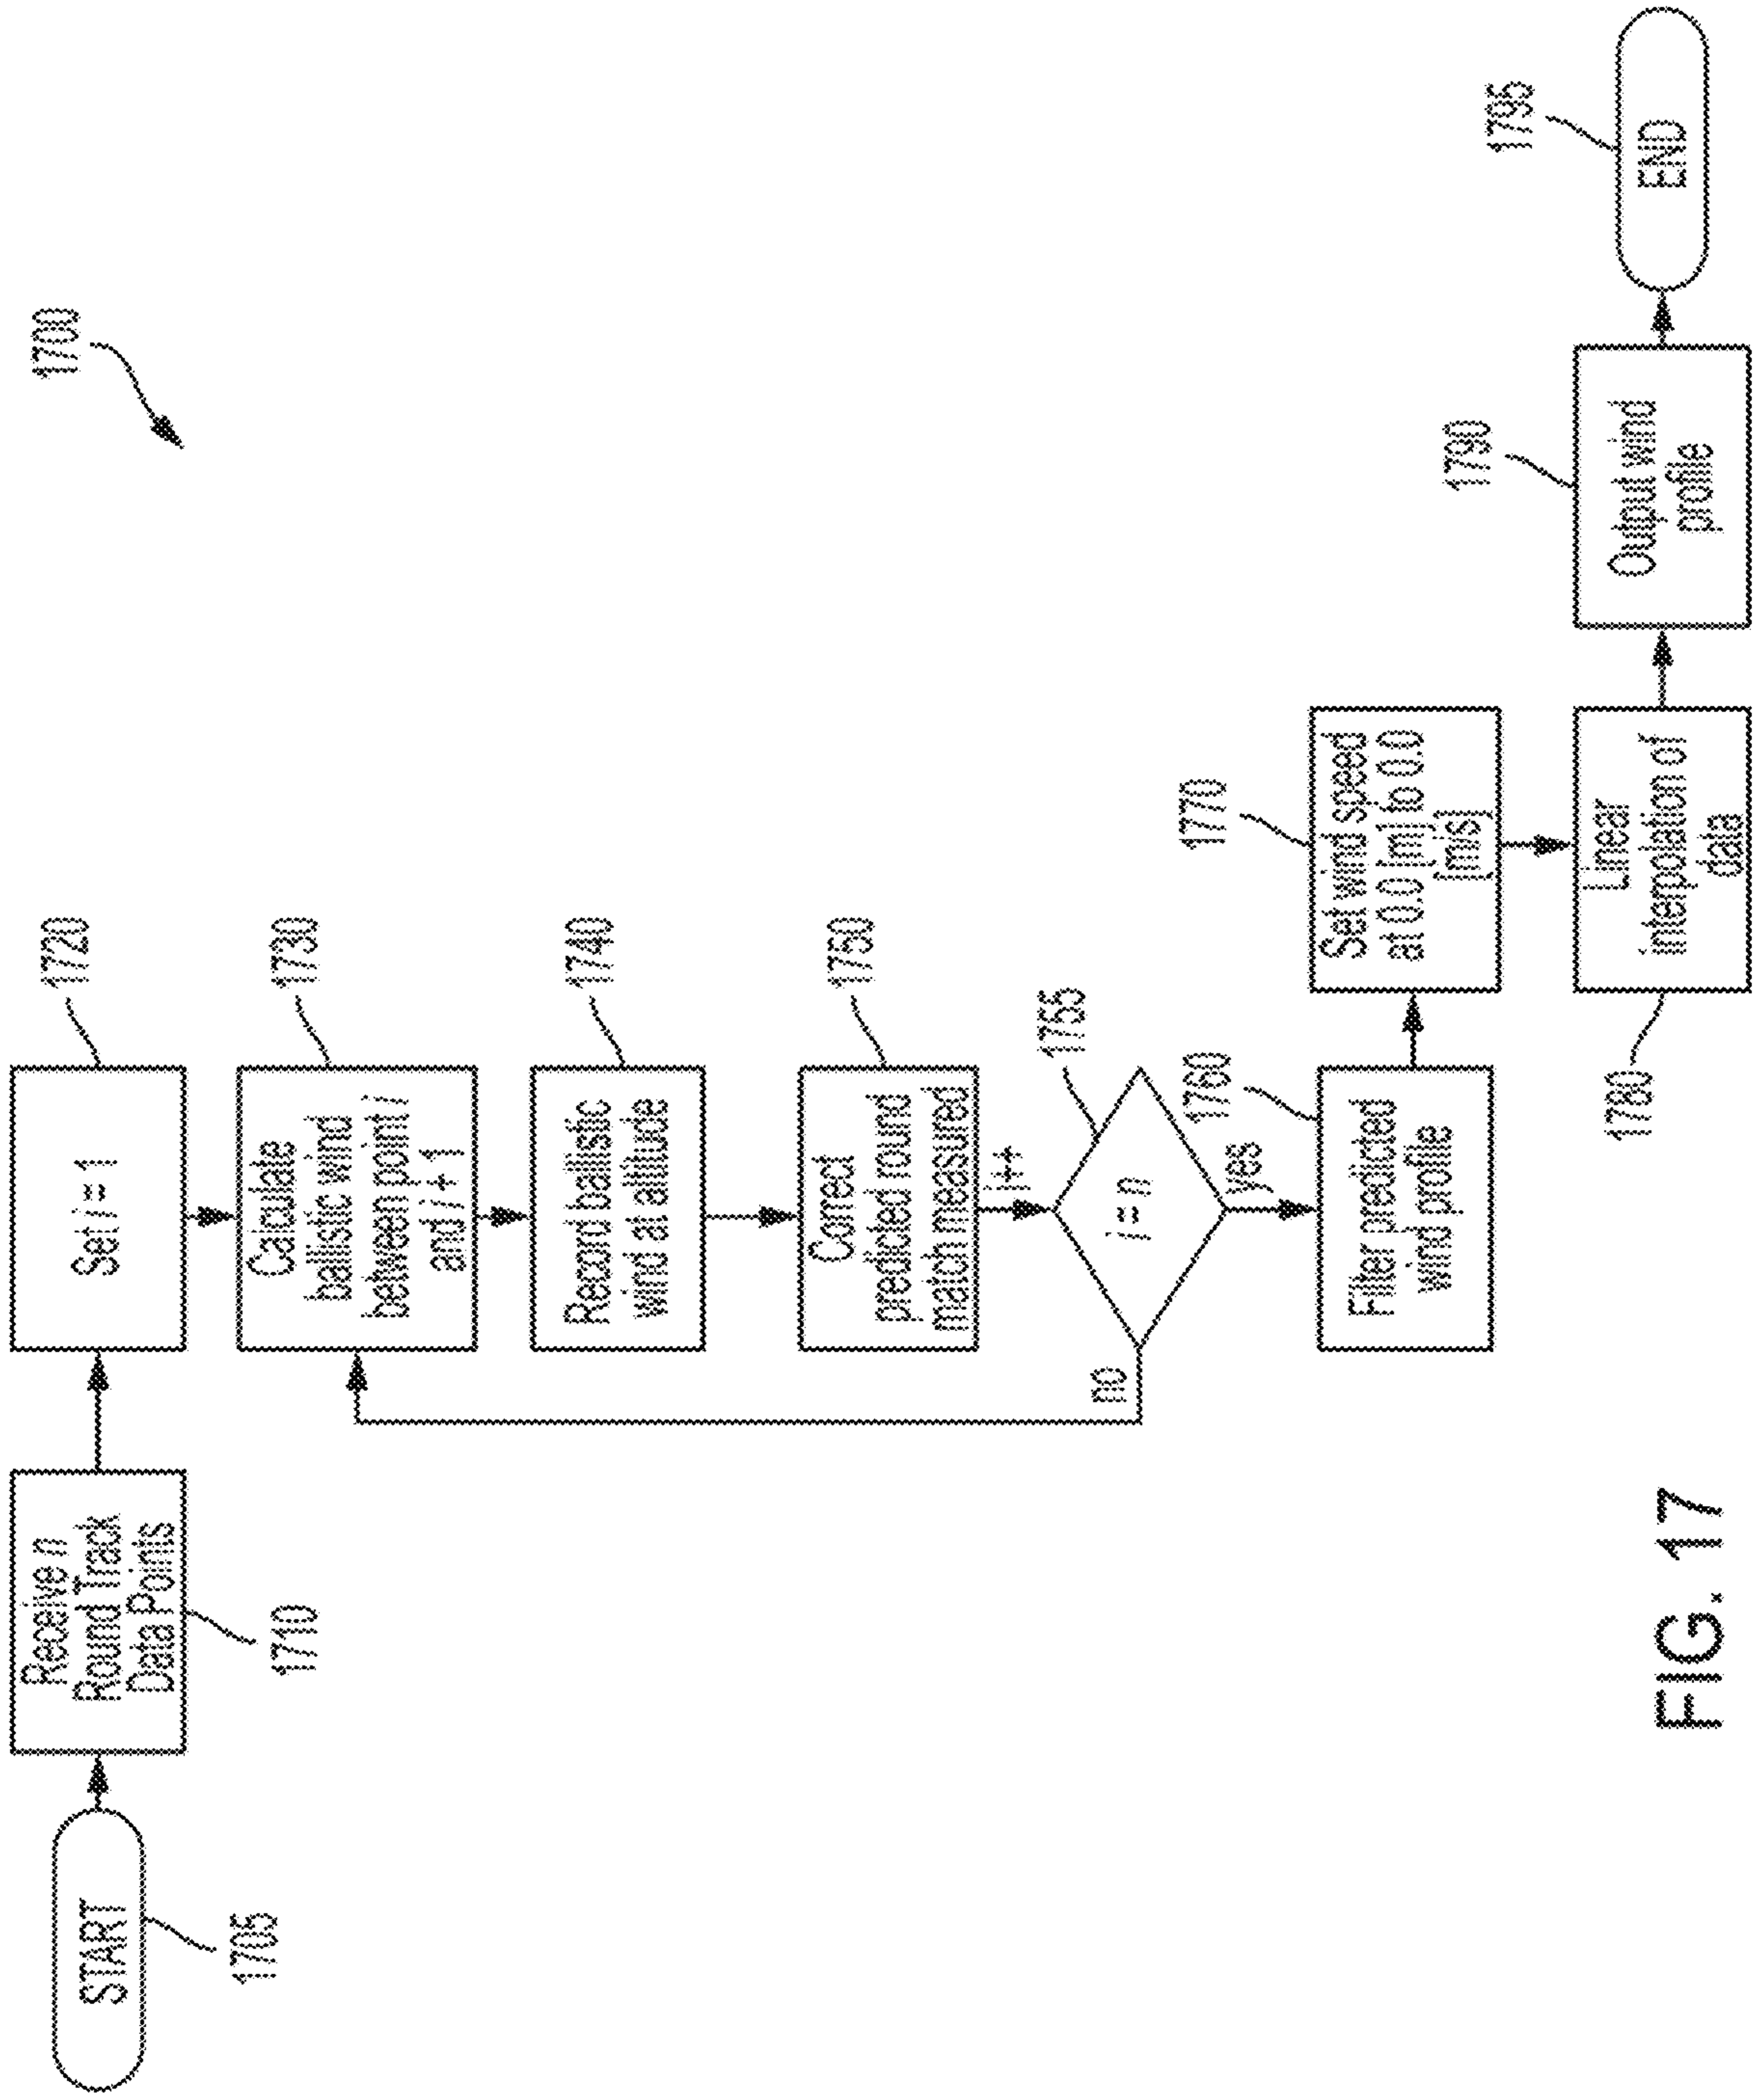 1700
START
1705
Receive n
Round Track
Data Points
1710
Set i = 1
1720
Calculate
ballistic wind
between point i
and i + 1
1730
Record ballistic
wind at altitude
1740
Correct
predicted round
match measured
1750
i++
i = n
1755
no
yes
Filter predicted
wind profile
1760
Set wind speed
at 0.0 [m] to 0.0
[m/s]
1770
Linear
interpolation of
data
1780
Output wind
profile
1790
END
1795
FIG. 17